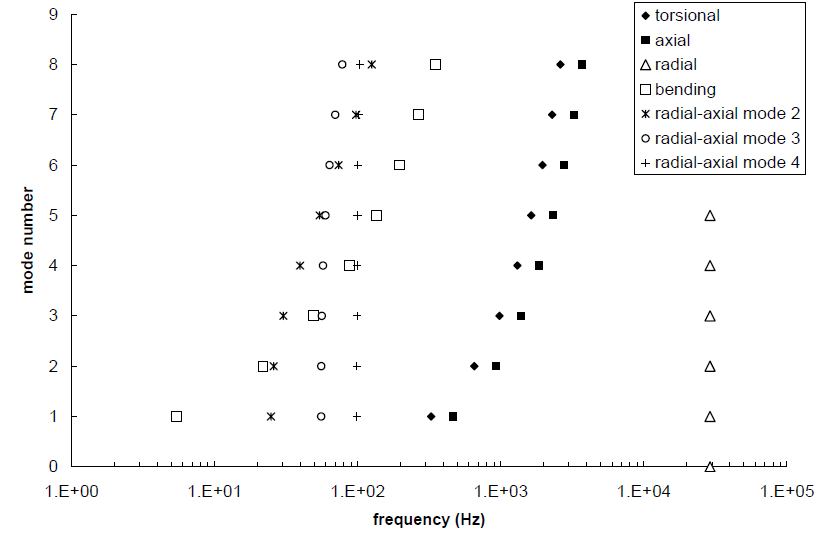 9
8
7
6
5
4
3
2
1
0
mode number
1.E+00 1.E+01 1.E+02 1.E+03 1.E+04 1.E+05
frequency (Hz)
torsional
axial
radial
bending
radial-axial mode 2
radial-axial mode 3
radial-axial mode 4